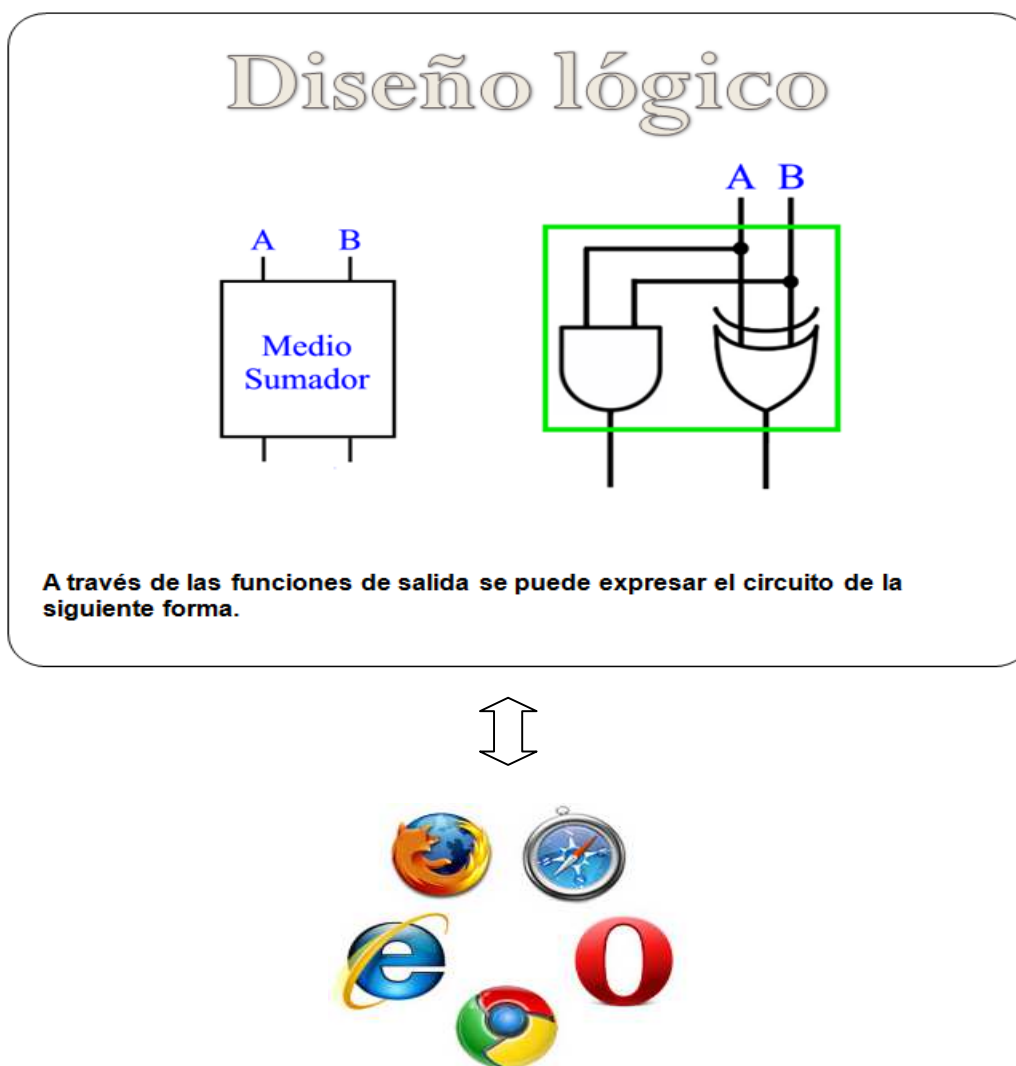 Diseño lógico
A B
A B
Medio
Sumador
A través de las funciones de salida se puede expresar el circuito de la
siguiente forma.